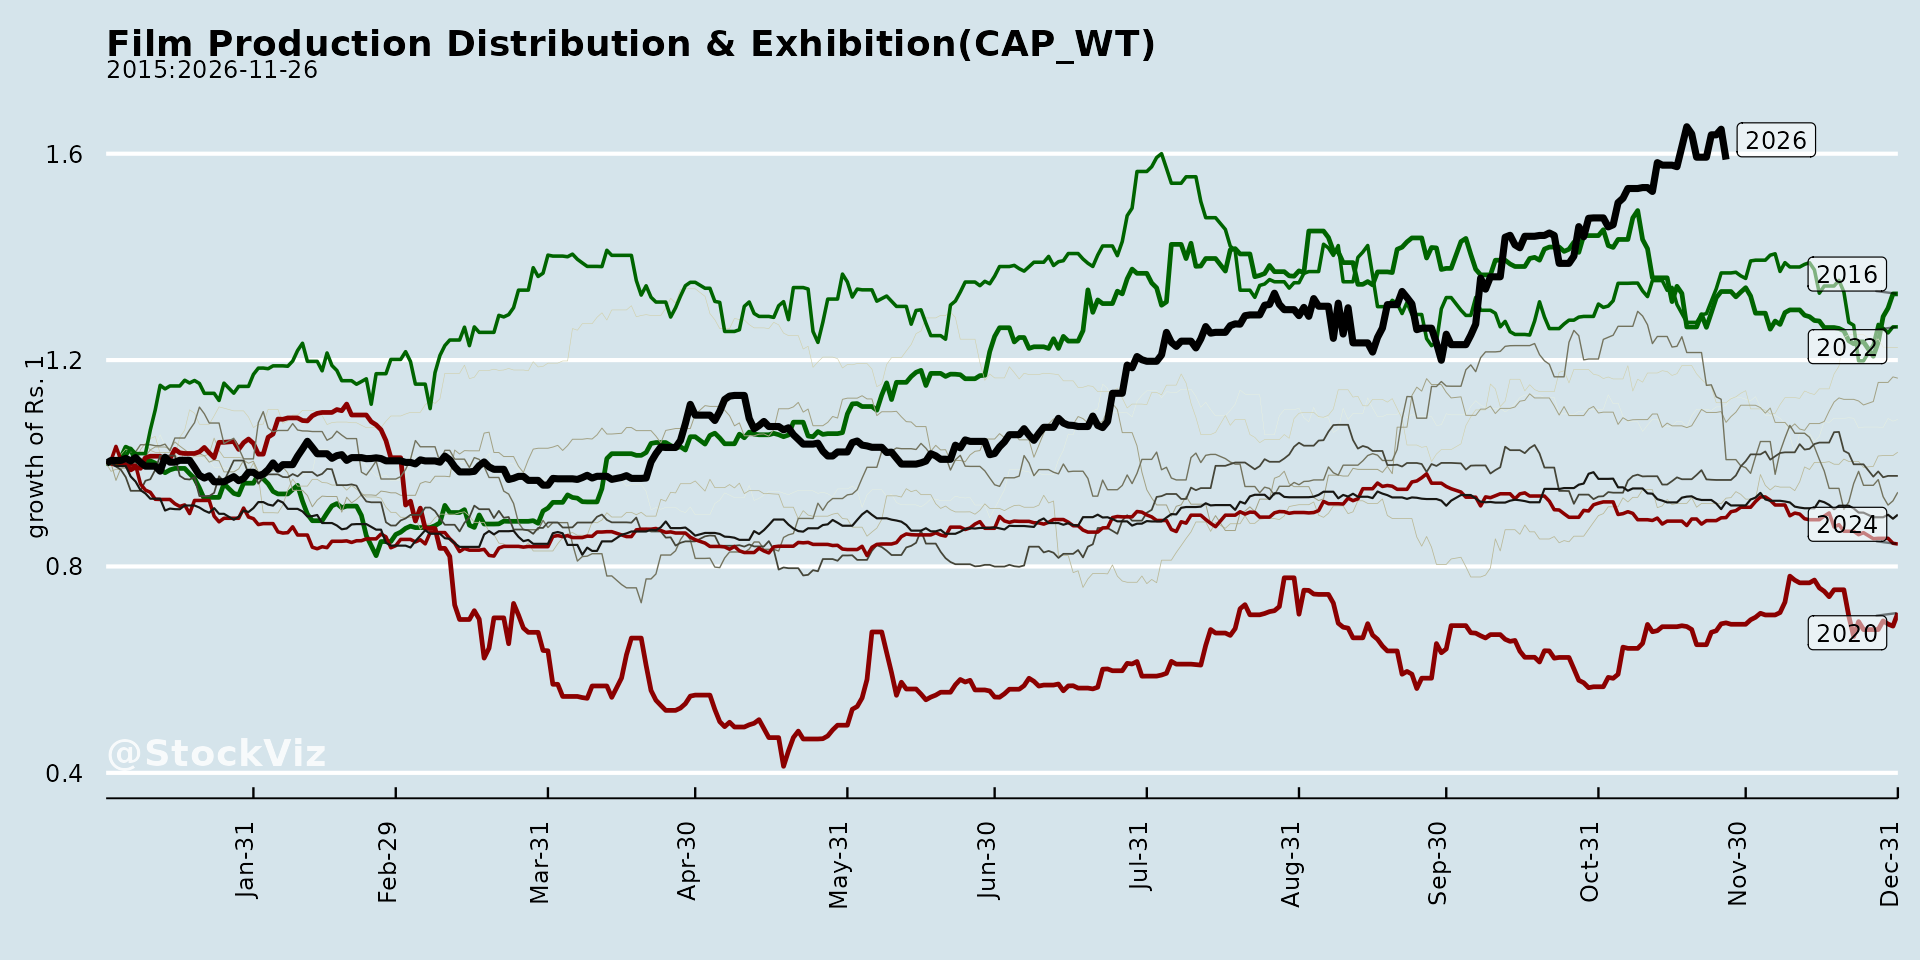 Film Production Distribution & Exhibition(CAP_WT)
2015:2026-11-26
growth of Rs. 1
1.6
1.2
0.8
0.4
2026
2016
2022
2024
2020
@StockViz
Jan-31
Feb-29
Mar-31
Apr-30
May-31
Jun-30
Jul-31
Aug-31
Sep-30
Oct-31
Nov-30
Dec-31